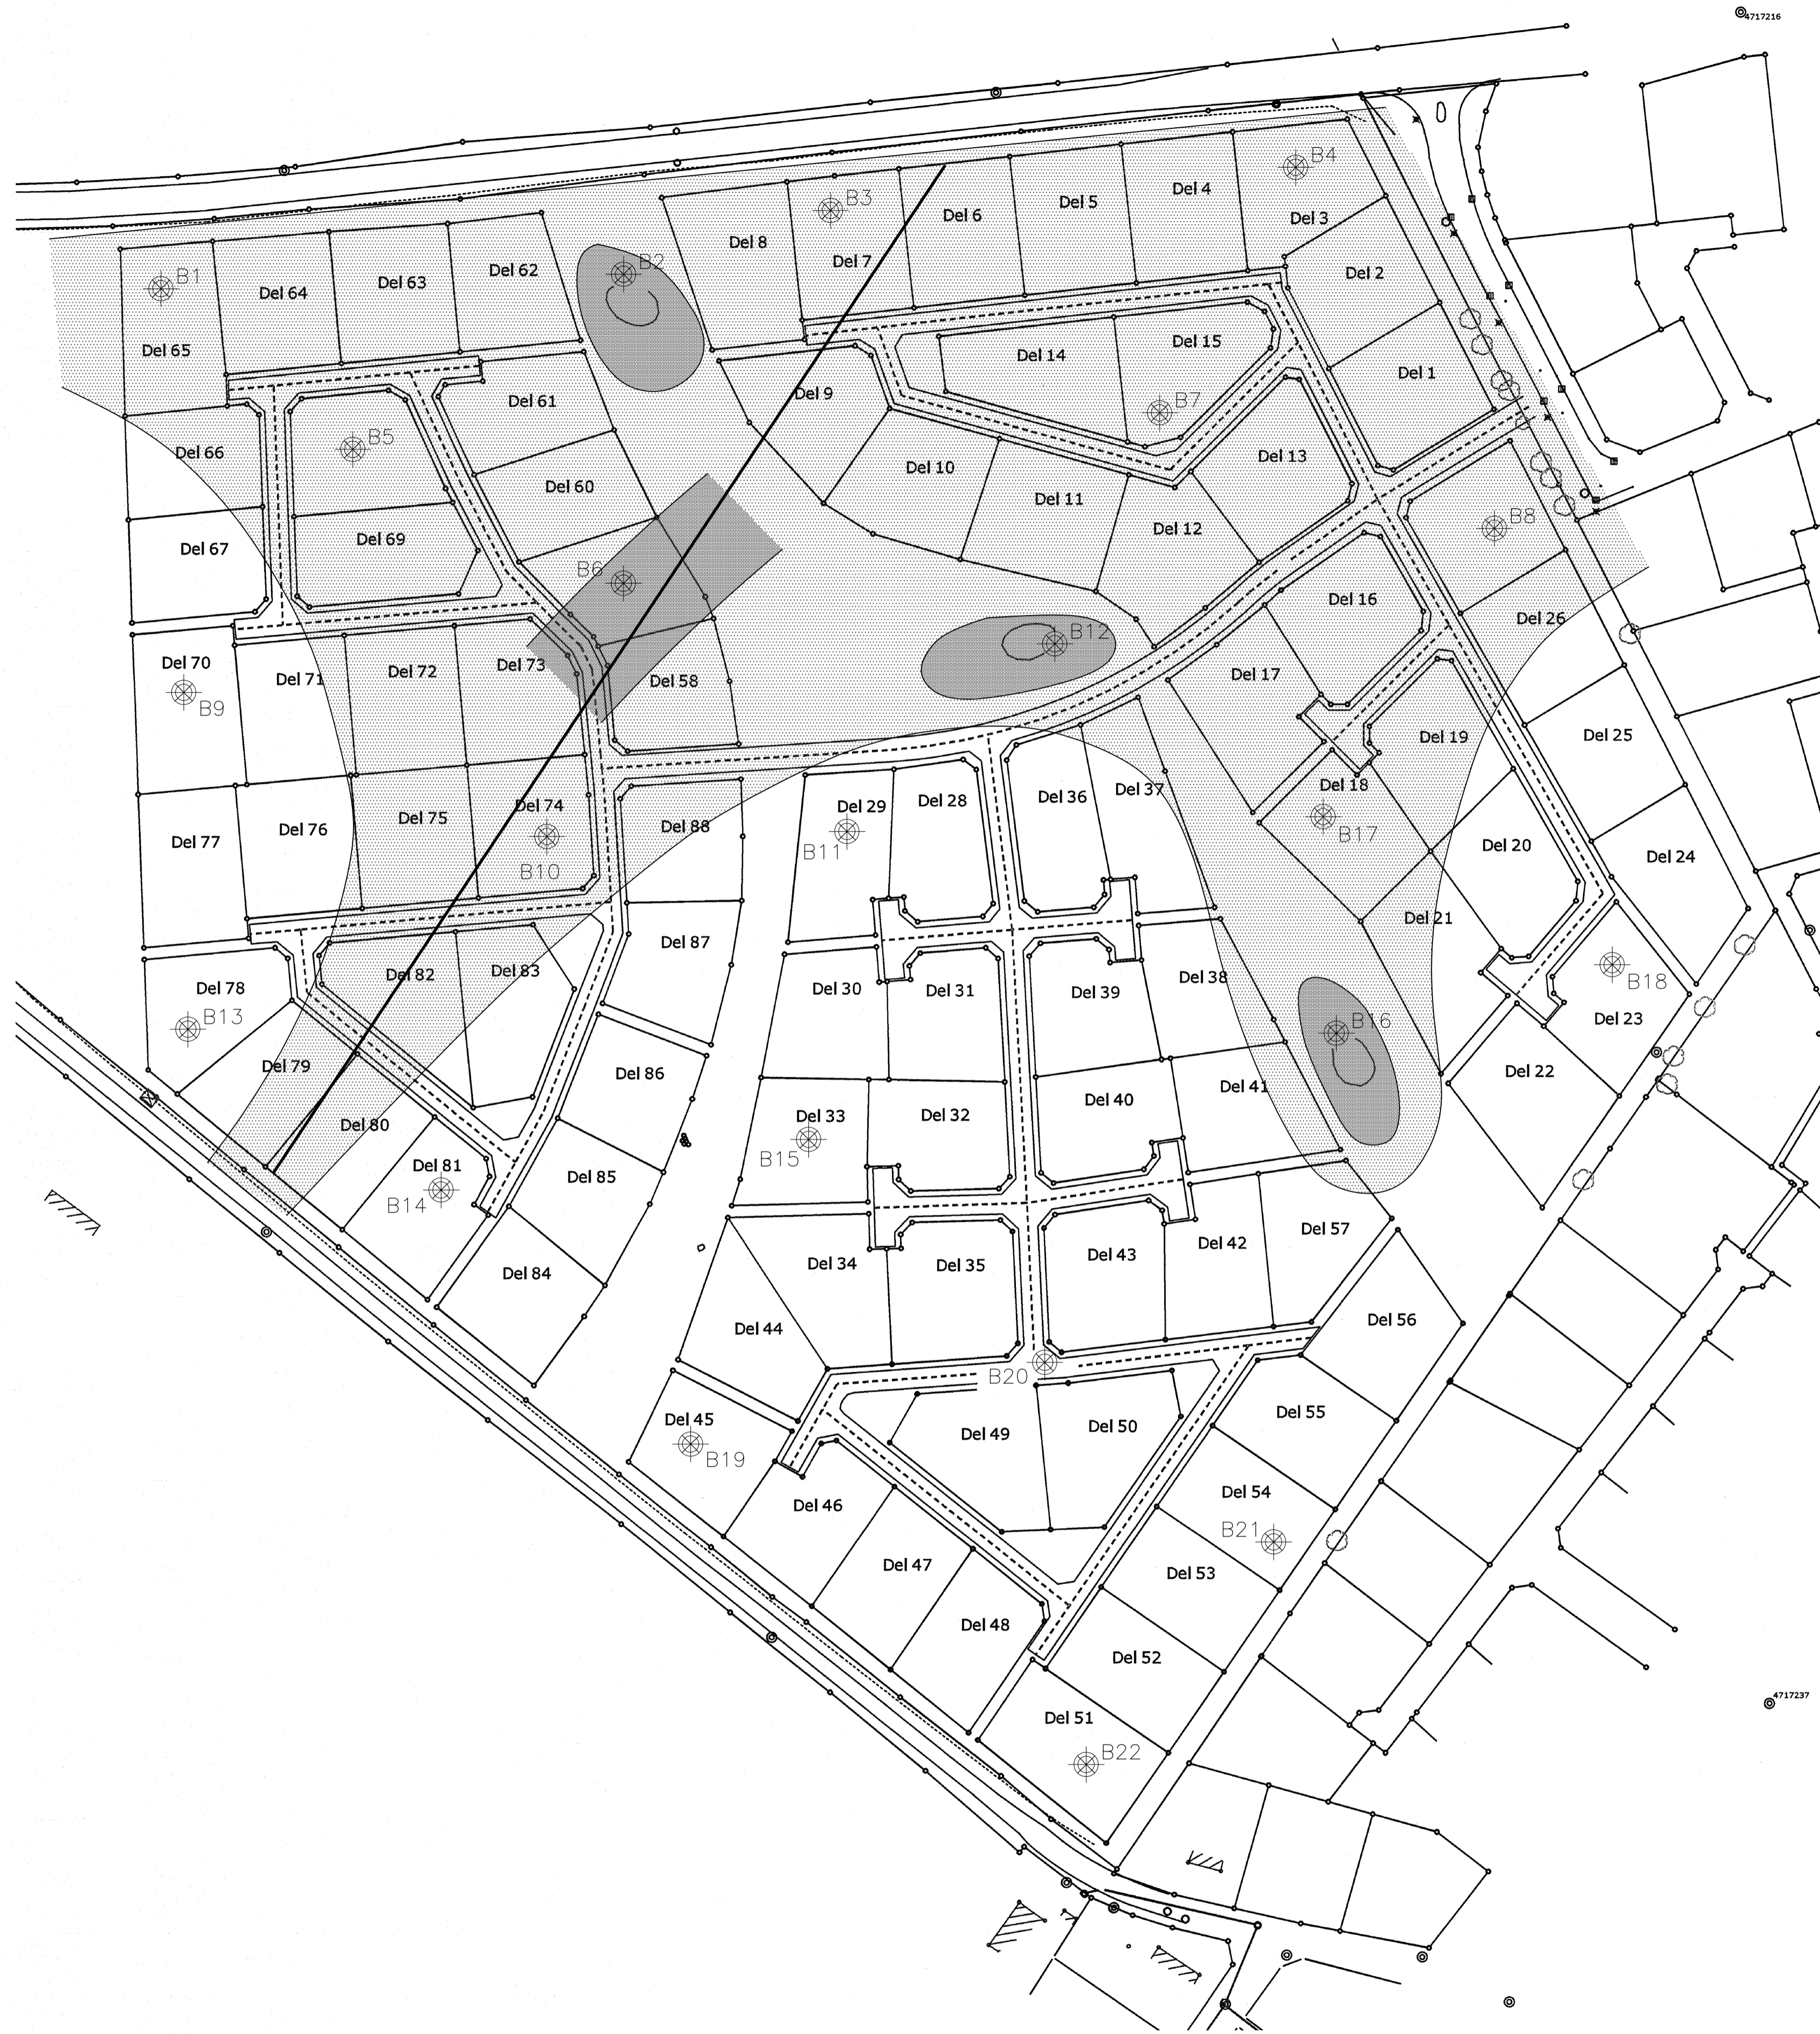 4717216
B4
Del 4
B3
Del 5
Del 6
Del 3
Del 8
Del 7
B2
Del 2
Del 62
B1
Del 63
Del 64
Del 65
Del 15
Del 14
Del 1
Del 9
Del 61
B7
B5
Del 66
Del 13
Del 10
Del 60
Del 11
B8
Del 12
Del 69
Del 67
B6
Del 16
Del 26
B12
Del 70
Del 73
Del 72
Del 71
Del 58
Del 17
B9
Del 25
Del 19
Del 18
Del 37
Del 36
Del 28
Del 29
Del 74
Del 75
Del 88
Del 76
B17
Del 77
B11
Del 20
Del 24
B10
Del 21
Del 87
Del 82
Del 83
B18
Del 38
Del 78
Del 30
Del 31
Del 39
B13
B16
Del 23
Del 79
Del 86
Del 22
Del 41
Del 40
Del 33
Del 32
Del 80
B15
Del 81
Del 85
B14
Del 57
Del 42
Del 43
Del 34
Del 35
Del 84
Del 44
Del 56
B20
Del 45
Del 55
Del 50
Del 49
B19
Del 54
Del 46
B21
Del 47
Del 53
Del 48
Del 52
4717237
Del 51
B22